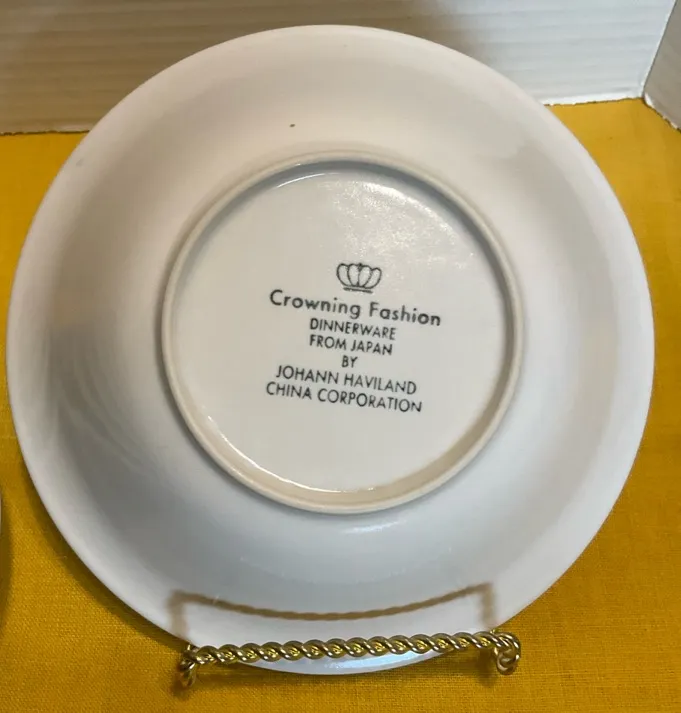 Crowning Fashion
DINNERWARE
FROM JAPAN
BY
JOHANN HAVILAND
CHINA CORPORATION